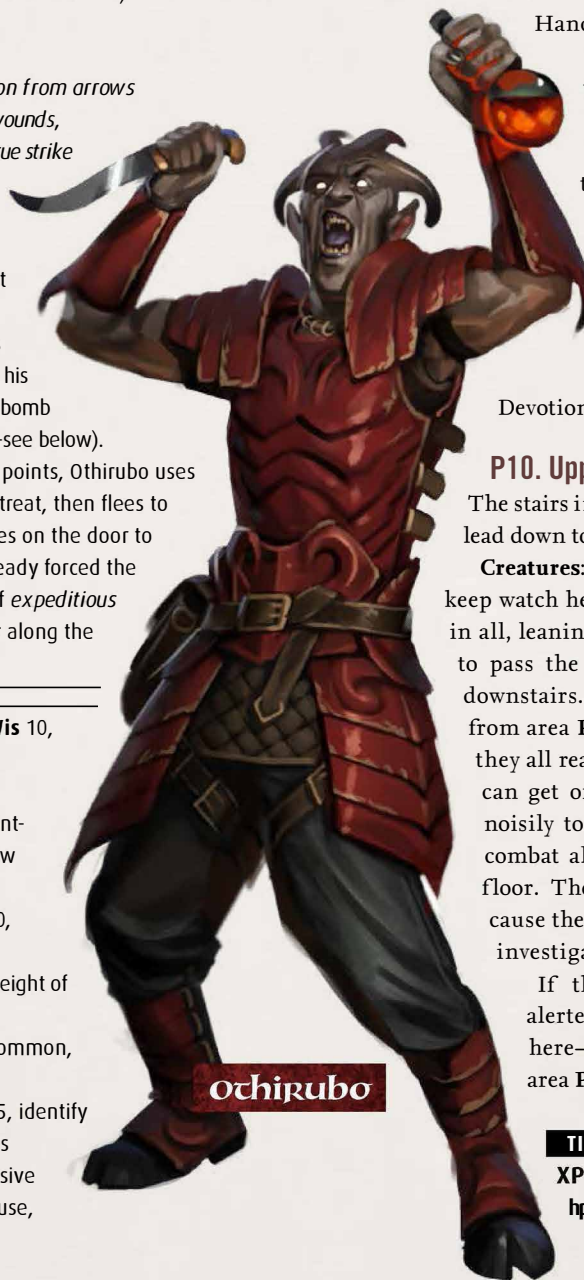 on from arrows
wounds,
ue strike
t
his
bomb
-see below).
points, Othirubo uses
treat, then flees to
es on the door to
eady forced the
f expeditious
r along the
Vis 10,
nt-
w
0,
eight of
ommon,
5, identify
s
sive
use,
Othirubo
Hand
t
Devotion
P10. Upp
The stairs i
lead down to
Creatures:
keep watch he
in all, leanin
to pass the
downstairs.
from area
they all rea
can get o
noisily to
combat al
floor. The
cause the
investiga
If th
alerte
here—
area
TI
XP
hp